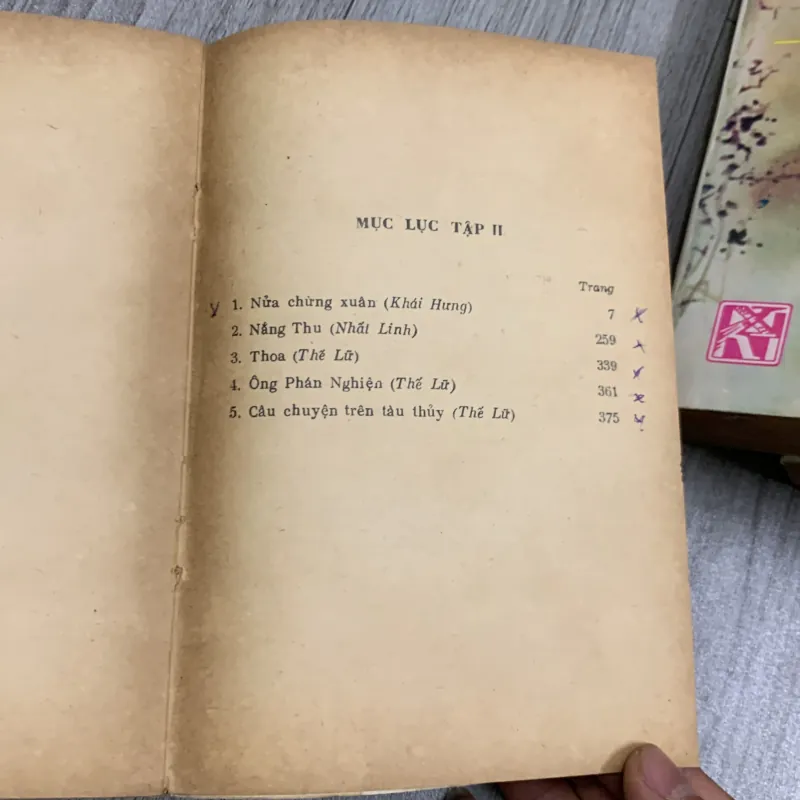 MỤC LỤC TẬP II
Trang
1. Nửa chừng xuân (Khái Hưng) 7
2. Nắng Thu (Nhất Linh) 259
3. Thoa (Thế Lữ) 339
4. Ông Phán Nghiện (Thế Lữ) 361
5. Câu chuyện trên tàu thủy (Thế Lữ) 375